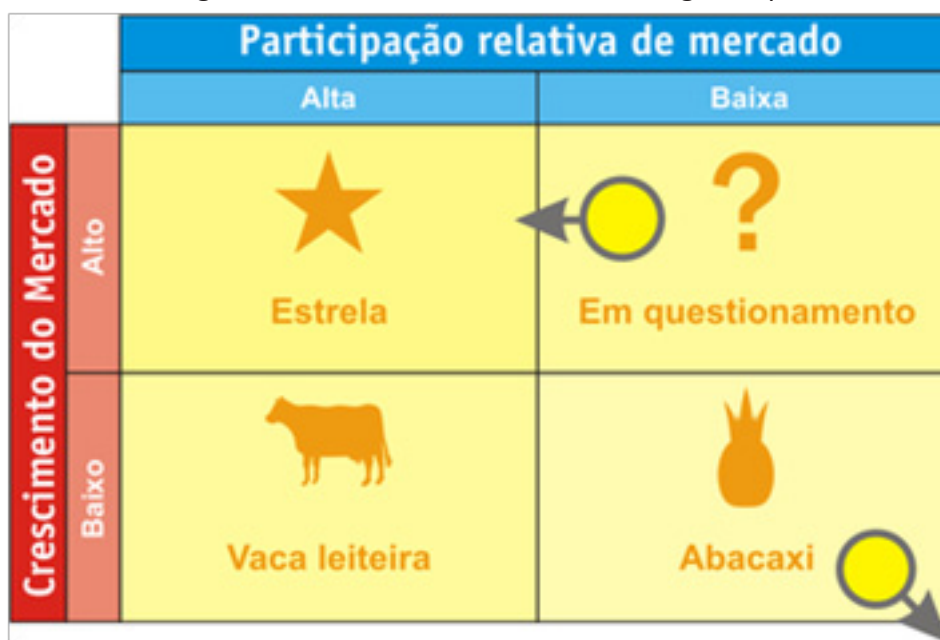 Participação relativa de mercado
Alta
Baixa
Crescimento do Mercado
Alto
Estrela
?
Em questionamento
Baixo
Vaca leiteira
Abacaxi